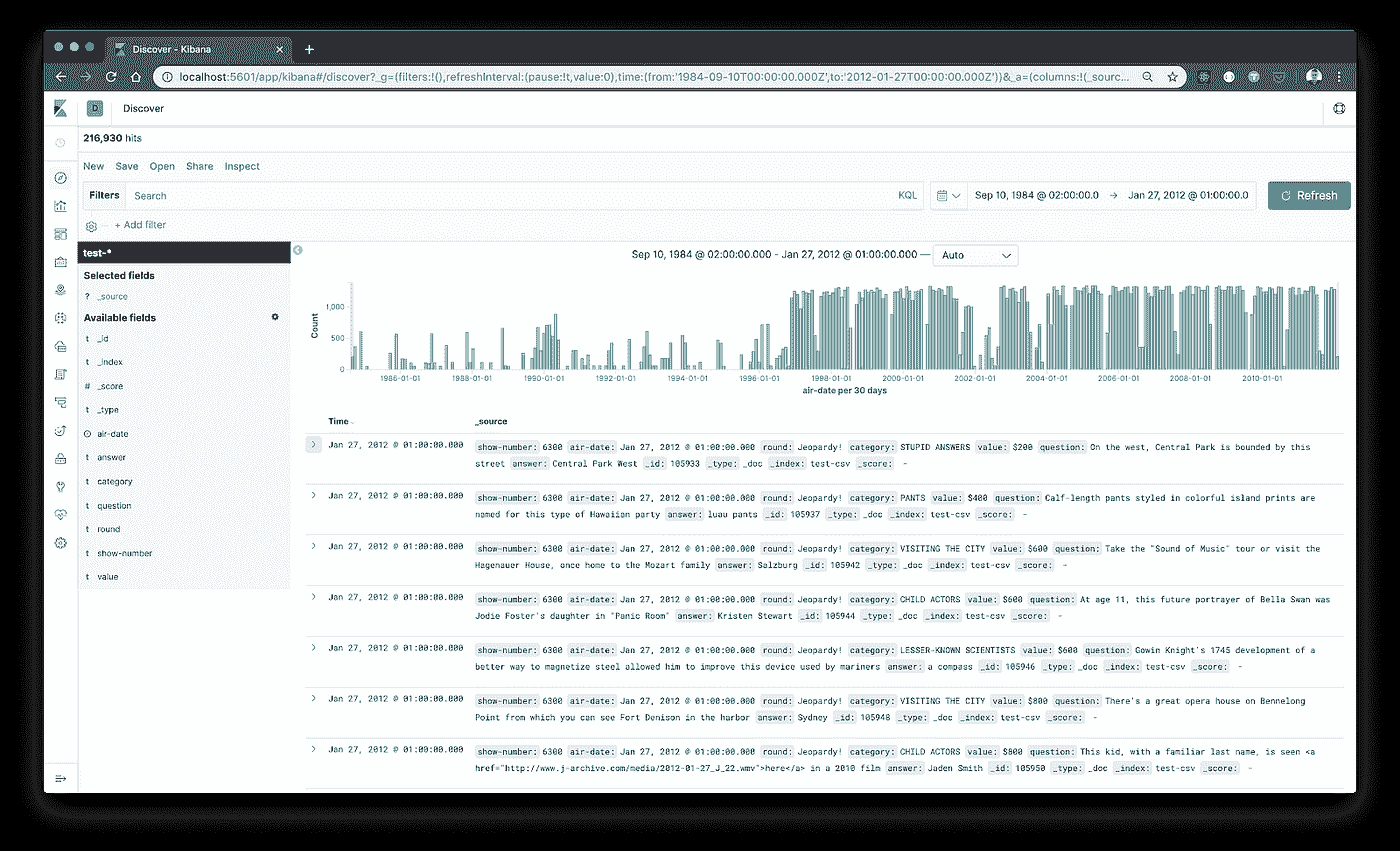 Discover - Kibana
localhost:5601/app/kibana#/discover?_g=(filters:!(),refreshInterval:(pause:!t,value:0),time:(from:'1984-09-10T00:00:00.000Z',to:'2012-01-27T00:00:00.000Z'))&_a=(columns:!(_sourc...
D Discover
216,930 hits
New Save Open Share Inspect
Filters Search KQL Sep 10, 1984 @ 02:00:00.0 → Jan 27, 2012 @ 01:00:00.0 Refresh
+ Add filter
test-*
Selected fields
? _source
Available fields
t _id
t _index
# _score
t _type
air-date
t answer
t category
t question
t round
t show-number
t value
Sep 10, 1984 @ 02:00:00.000 - Jan 27, 2012 @ 01:00:00.000 — Auto
Count
1,000
500
0
1986-01-01 1988-01-01 1990-01-01 1992-01-01 1994-01-01 1996-01-01 1998-01-01 2000-01-01 2002-01-01 2004-01-01 2006-01-01 2008-01-01 2010-01-01
air-date per 30 days
Time _source
Jan 27, 2012 @ 01:00:00.000 show-number: 6300 air-date: Jan 27, 2012 @ 01:00:00.000 round: Jeopardy! category: STUPID ANSWERS value: $200 question: On the west, Central Park is bounded by this
street answer: Central Park West _id: 105933 _type: _doc _index: test-csv _score: -
Jan 27, 2012 @ 01:00:00.000 show-number: 6300 air-date: Jan 27, 2012 @ 01:00:00.000 round: Jeopardy! category: PANTS value: $400 question: Calf-length pants styled in colorful island prints are
named for this type of Hawaiian party answer: luau pants _id: 105937 _type: _doc _index: test-csv _score: -
Jan 27, 2012 @ 01:00:00.000 show-number: 6300 air-date: Jan 27, 2012 @ 01:00:00.000 round: Jeopardy! category: VISITING THE CITY value: $600 question: Take the "Sound of Music" tour or visit the
Hagenauer House, once home to the Mozart family answer: Salzburg _id: 105942 _type: _doc _index: test-csv _score: -
Jan 27, 2012 @ 01:00:00.000 show-number: 6300 air-date: Jan 27, 2012 @ 01:00:00.000 round: Jeopardy! category: CHILD ACTORS value: $600 question: At age 11, this future portrayer of Bella Swan was
Jodie Foster's daughter in "Panic Room" answer: Kristen Stewart _id: 105944 _type: _doc _index: test-csv _score: -
Jan 27, 2012 @ 01:00:00.000 show-number: 6300 air-date: Jan 27, 2012 @ 01:00:00.000 round: Jeopardy! category: LESSER-KNOWN SCIENTISTS value: $600 question: Gowin Knight's 1745 development of a
better way to magnetize steel allowed him to improve this device used by mariners answer: a compass _id: 105946 _type: _doc _index: test-csv _score: -
Jan 27, 2012 @ 01:00:00.000 show-number: 6300 air-date: Jan 27, 2012 @ 01:00:00.000 round: Jeopardy! category: VISITING THE CITY value: $800 question: There's a great opera house on Bennelong
Point from which you can see Fort Denison in the harbor answer: Sydney _id: 105948 _type: _doc _index: test-csv _score: -
Jan 27, 2012 @ 01:00:00.000 show-number: 6300 air-date: Jan 27, 2012 @ 01:00:00.000 round: Jeopardy! category: CHILD ACTORS value: $800 question: This kid, with a familiar last name, is seen <a
href="http://www.j-archive.com/media/2012-01-27_J_22.wmv">here</a> in a 2010 film answer: Jaden Smith _id: 105950 _type: _doc _index: test-csv _score: -